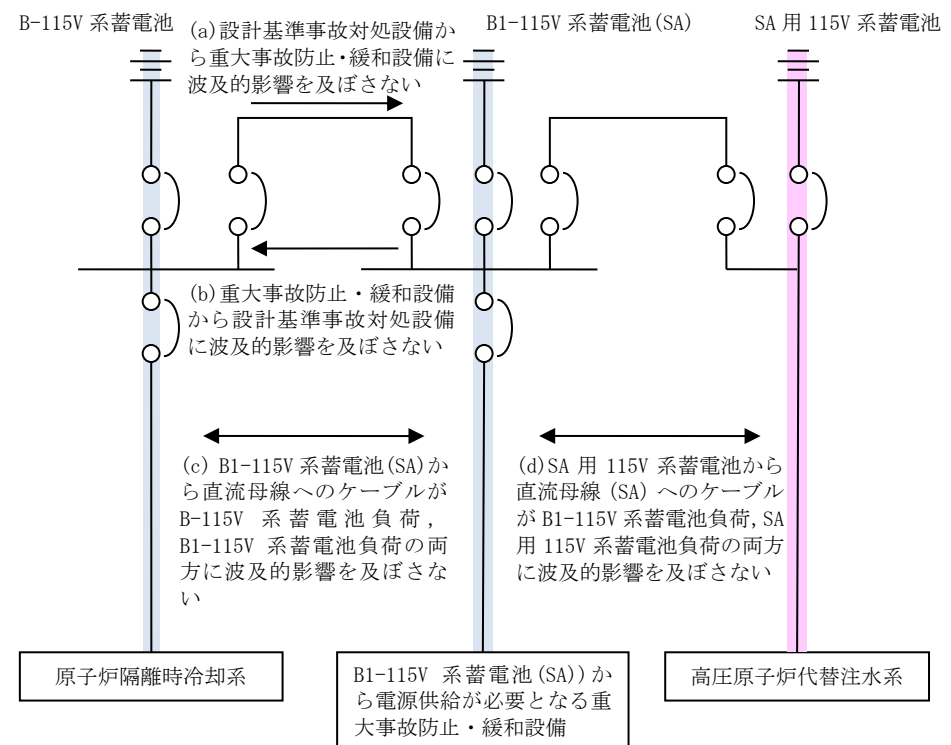 B-115V 系蓄電池
(a)設計基準事故対処設備か
ら重大事故防止・緩和設備に
波及的影響を及ぼさない
B1-115V 系蓄電池(SA)
SA 用 115V 系蓄電池
(b)重大事故防止・緩和設備
から設計基準事故対処設備
に波及的影響を及ぼさない
(c) B1-115V 系蓄電池(SA)か
ら直流母線へのケーブルが
B-115V 系蓄電池負荷,
B1-115V 系蓄電池負荷の両
方に波及的影響を及ぼさな
い
(d)SA 用 115V 系蓄電池から
直流母線(SA)へのケーブル
が B1-115V 系蓄電池負荷,SA
用 115V 系蓄電池負荷の両方
に波及的影響を及ぼさない
原子炉隔離時冷却系
B1-115V 系蓄電池(SA))か
ら電源供給が必要となる重
大事故防止・緩和設備
高圧原子炉代替注水系